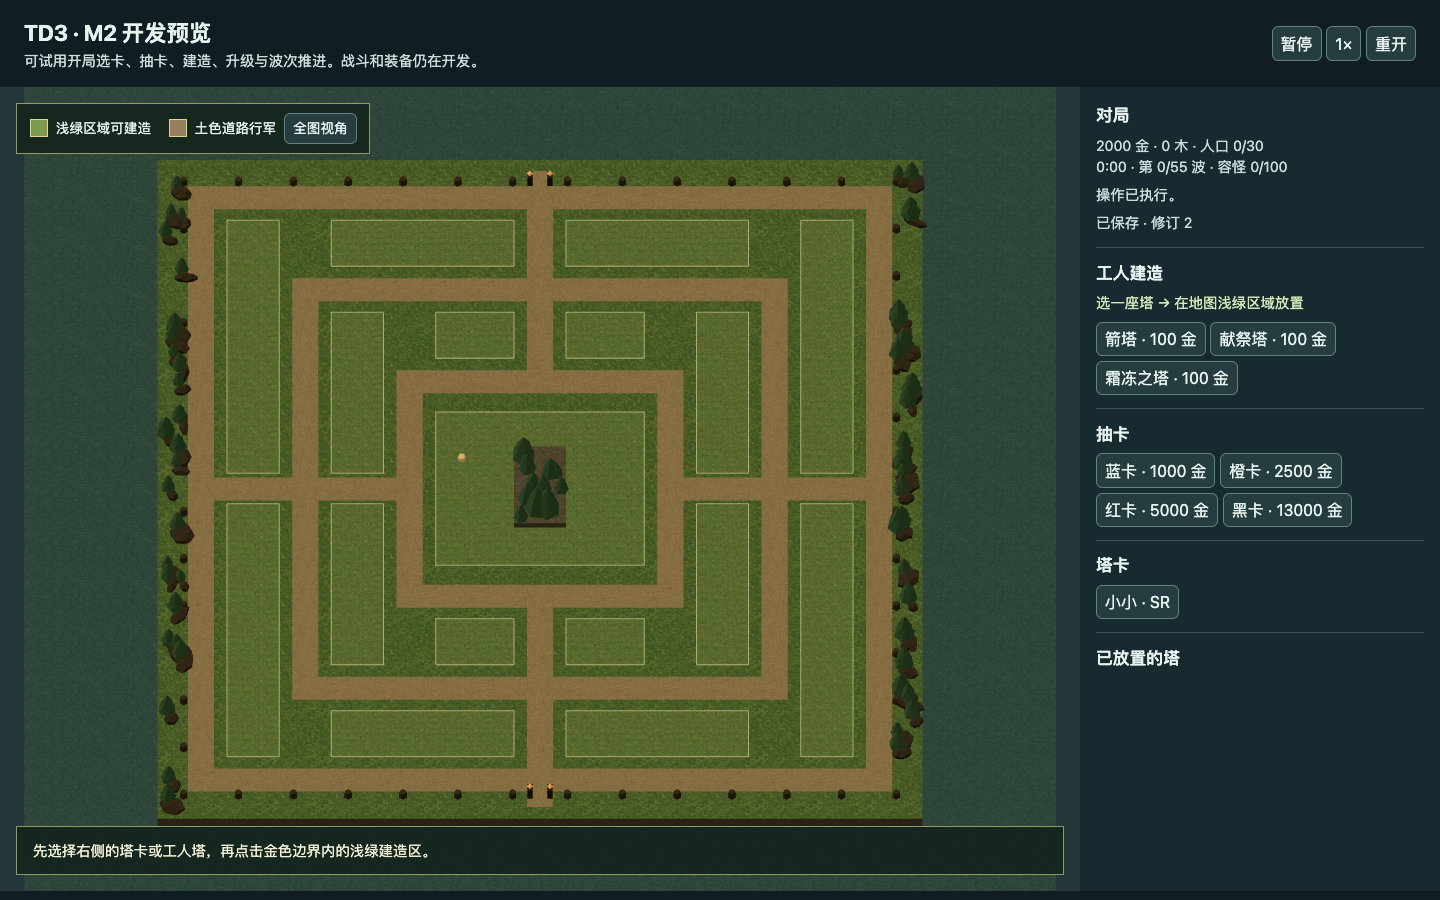 TD3 · M2 开发预览
可试用开局选卡、抽卡、建造、升级与波次推进。战斗和装备仍在开发。
暂停 1× 重开
浅绿区域可建造 土色道路行军 全图视角
先选择右侧的塔卡或工人塔，再点击金色边界内的浅绿建造区。
对局
2000 金 · 0 木 · 人口 0/30
0:00 · 第 0/55 波 · 容怪 0/100
操作已执行。
已保存 · 修订 2
工人建造
选一座塔 → 在地图浅绿区域放置
箭塔 · 100 金 献祭塔 · 100 金
霜冻之塔 · 100 金
抽卡
蓝卡 · 1000 金 橙卡 · 2500 金
红卡 · 5000 金 黑卡 · 13000 金
塔卡
小小 · SR
已放置的塔